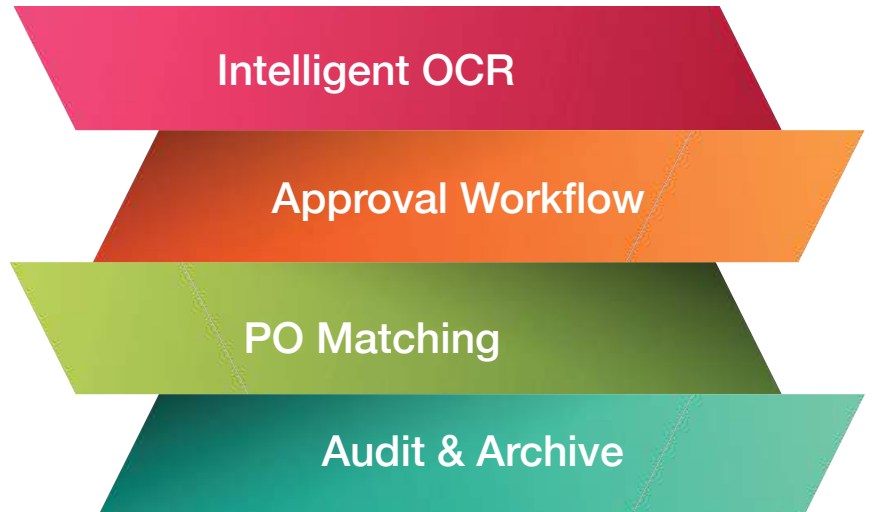 Intelligent OCR
Approval Workflow
PO Matching
Audit & Archive